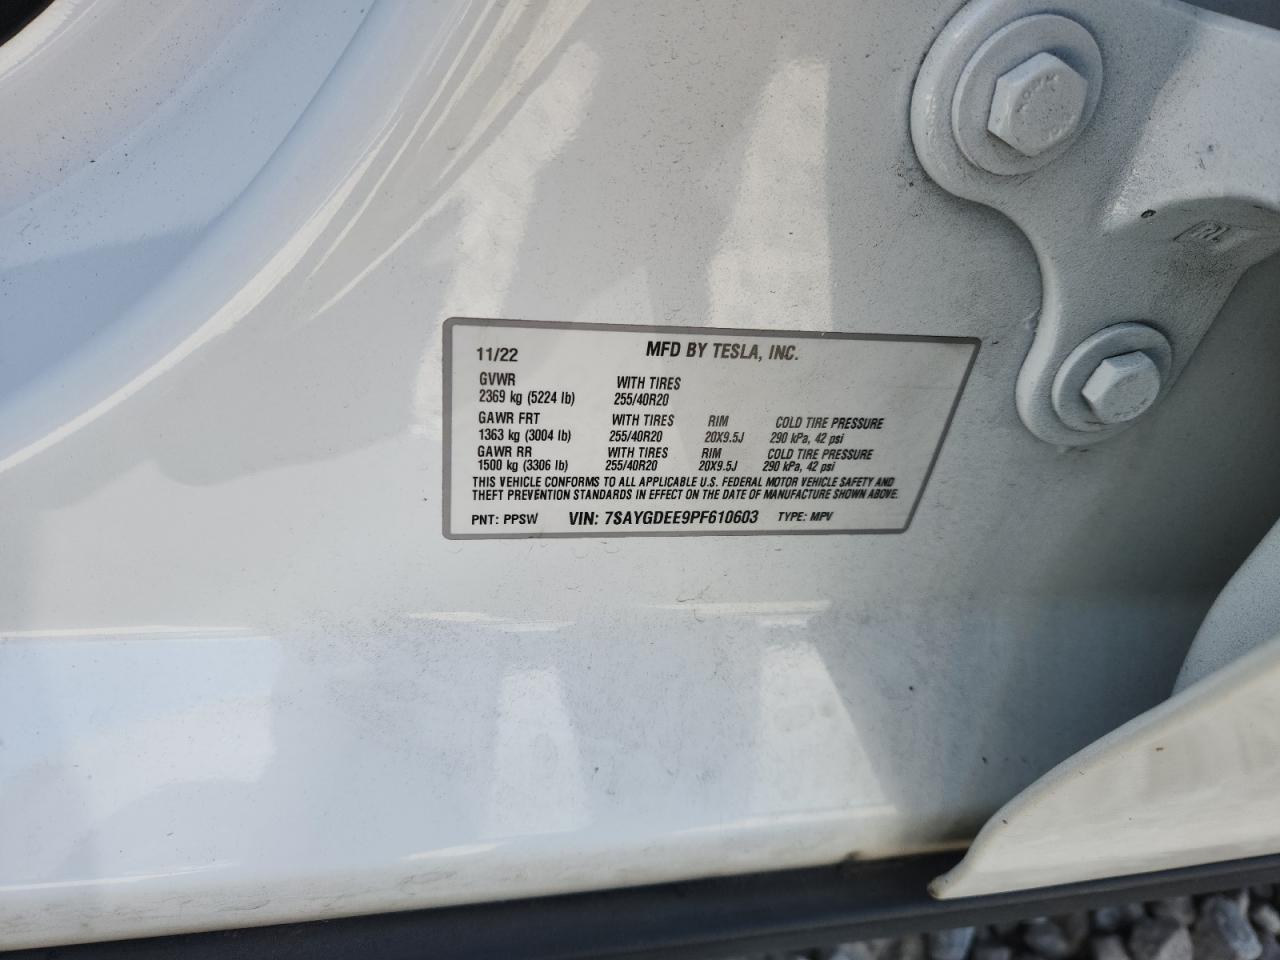 11/22 MFD BY TESLA, INC.
GVWR WITH TIRES
2369 kg (5224 lb) 255/40R20
GAWR FRT WITH TIRES RIM COLD TIRE PRESSURE
1363 kg (3004 lb) 255/40R20 20X9.5J 290 kPa, 42 psi
GAWR RR WITH TIRES RIM COLD TIRE PRESSURE
1500 kg (3306 lb) 255/40R20 20X9.5J 290 kPa, 42 psi
THIS VEHICLE CONFORMS TO ALL APPLICABLE U.S. FEDERAL MOTOR VEHICLE SAFETY AND
THEFT PREVENTION STANDARDS IN EFFECT ON THE DATE OF MANUFACTURE SHOWN ABOVE.
PNT: PPSW VIN: 7SAYGDEE9PF610603 TYPE: MPV